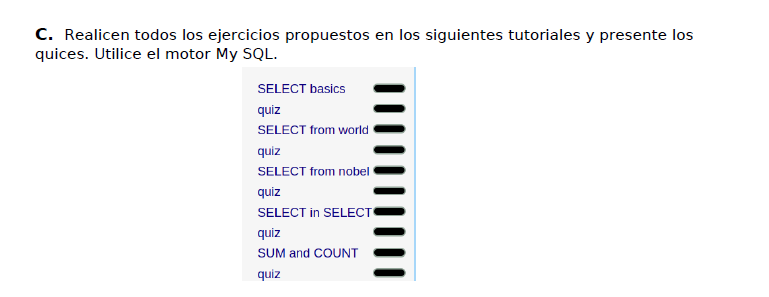 C. Realicen todos los ejercicios propuestos en los siguientes tutoriales y presente los
quices. Utilice el motor My SQL.
SELECT basics
quiz
SELECT from world
quiz
SELECT from nobel
quiz
SELECT in SELECT
quiz
SUM and COUNT
quiz